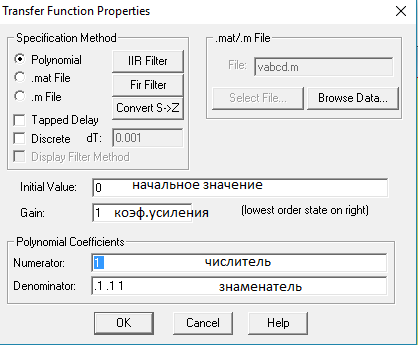 Transfer Function Properties
Specification Method
Polynomial
.mat File
.m File
IIR Filter
Fir Filter
Convert S->Z
Tapped Delay
Discrete dT: 0.001
Display Filter Method
.mat/.m File
File: vabcd.m
Select File... Browse Data...
Initial Value: 0 начальное значение
Gain: 1 коэф.усиления (lowest order state on right)
Polynomial Coefficients
Numerator: 1 числитель
Denominator: .1 .1 1 знаменатель
OK Cancel Help